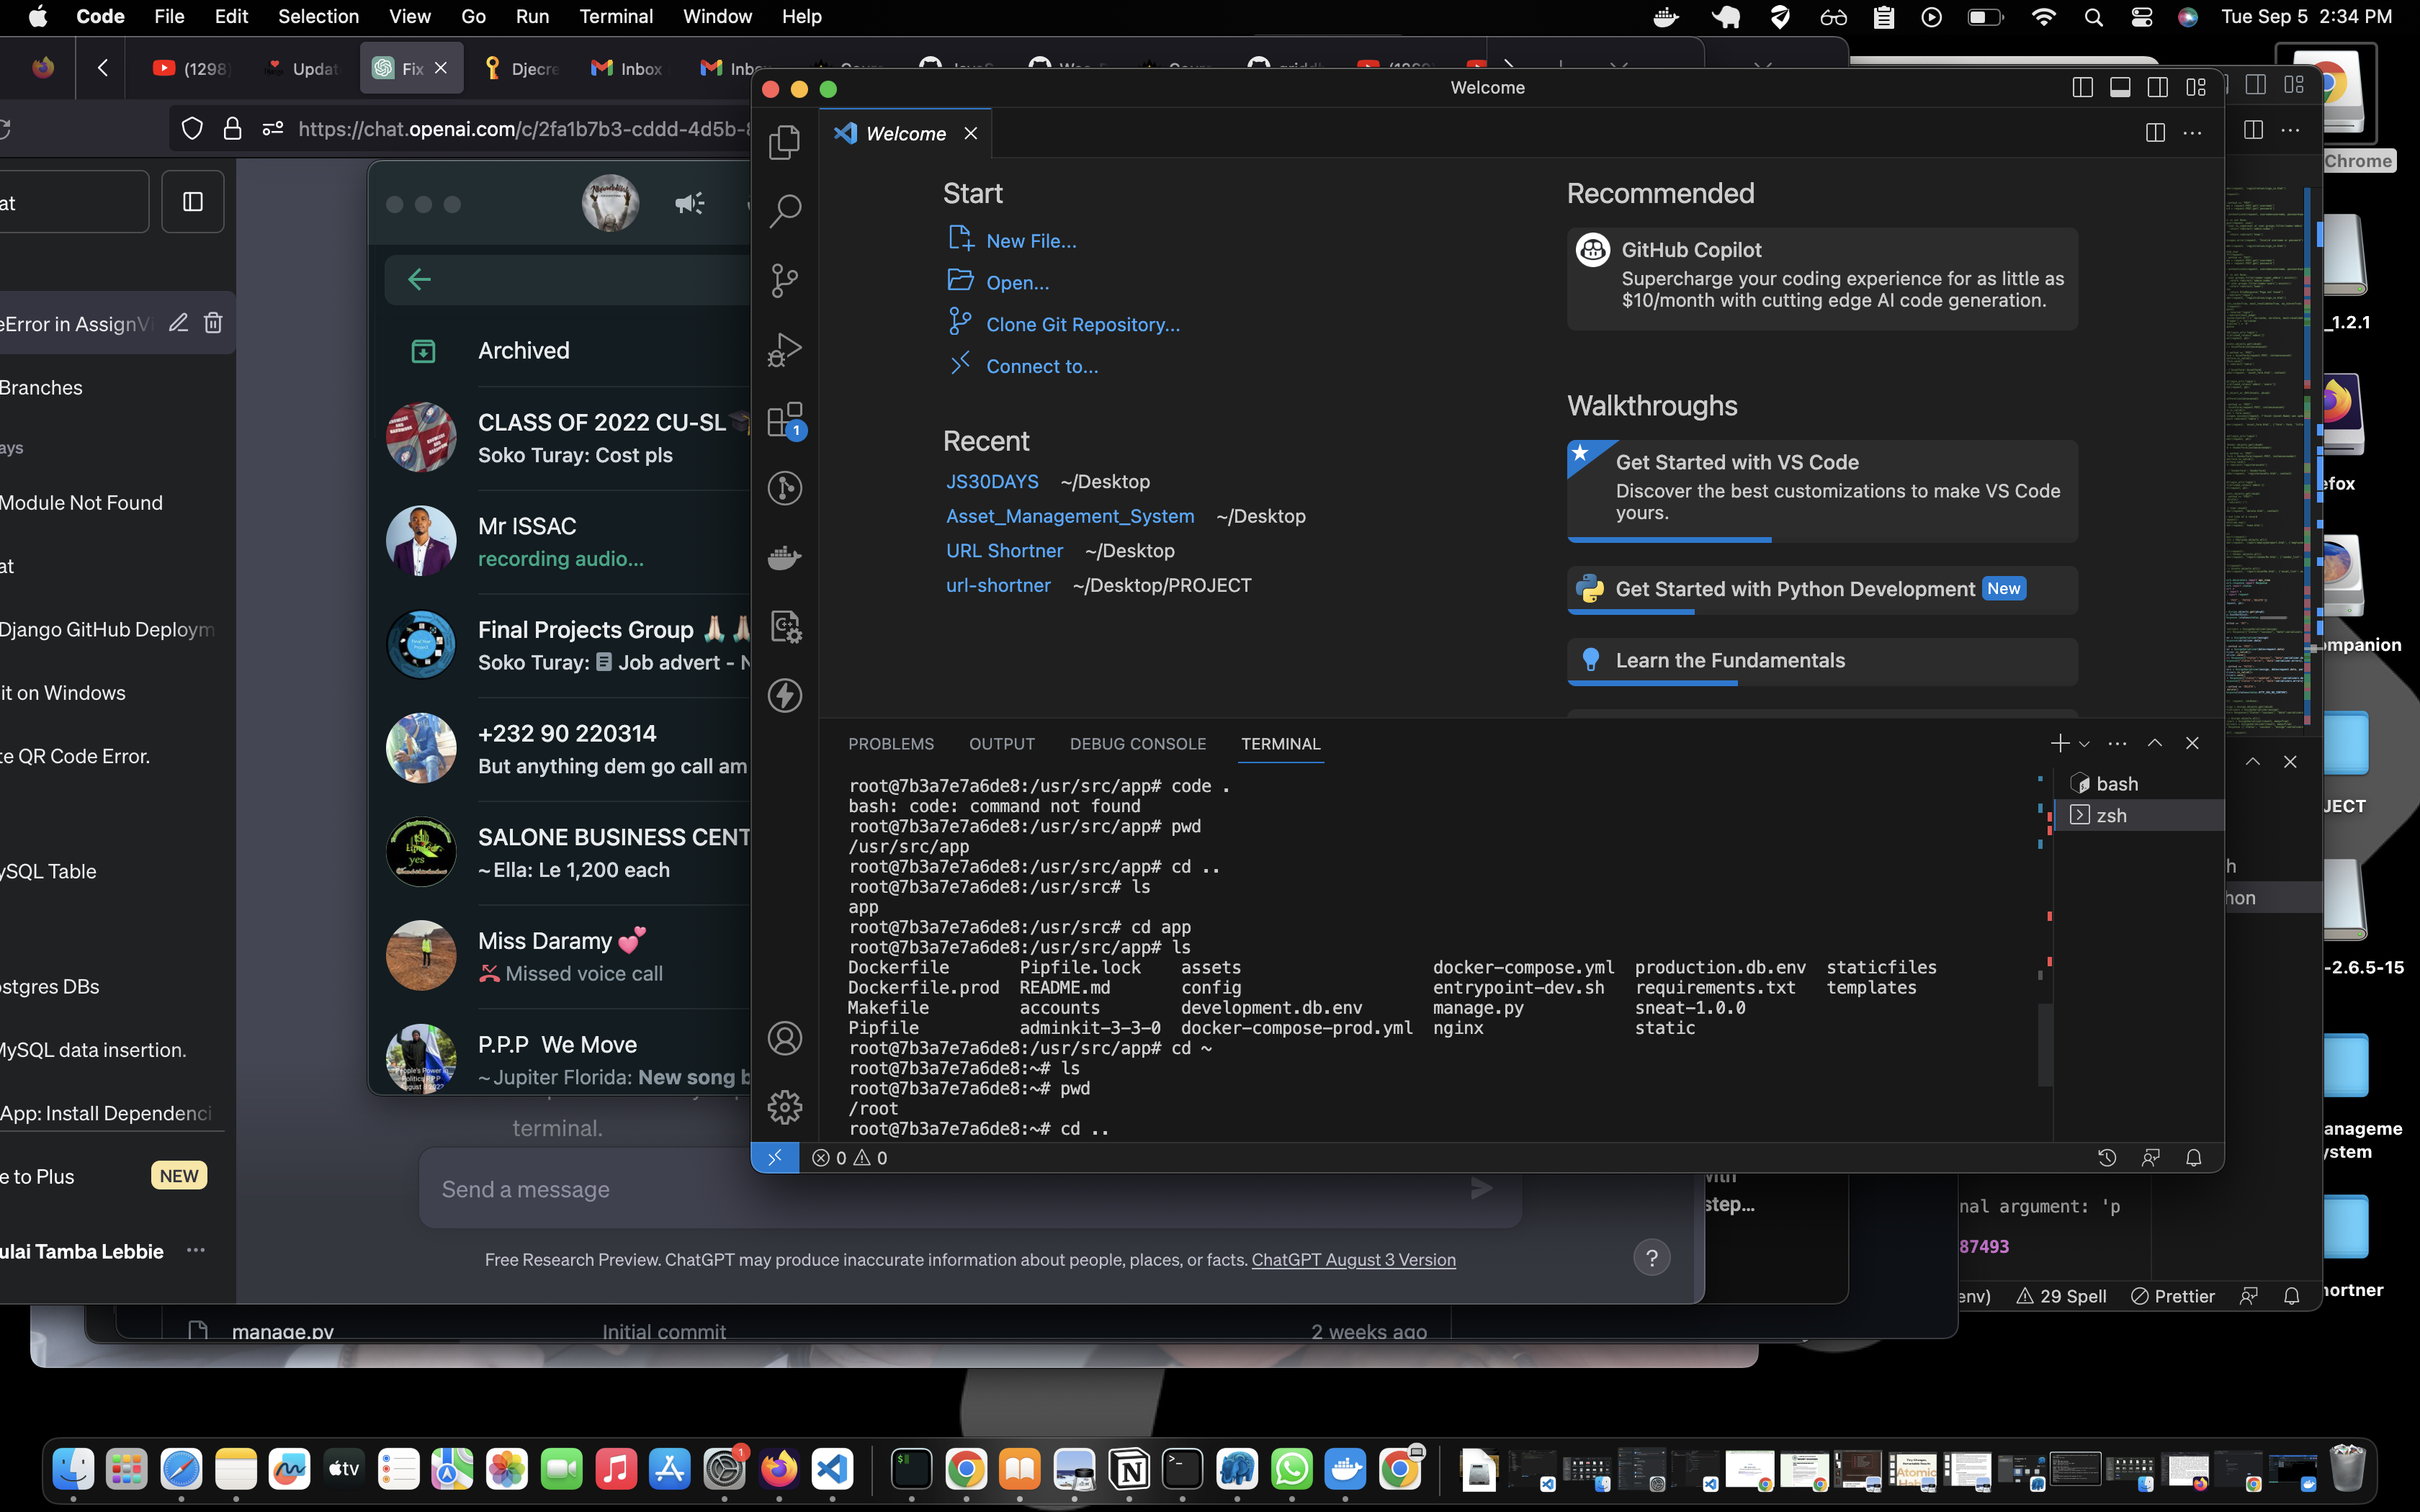 Code File Edit Selection View Go Run Terminal Window Help
Tue Sep 5 2:34 PM
(1298) Updat Fix Djecre Inbox
https://chat.openai.com/c/2fa1b7b3-cddd-4d5b-8
at
eError in AssignVi
Branches
ays
Module Not Found
at
Django GitHub Deploym
it on Windows
te QR Code Error.
ySQL Table
ostgres DBs
MySQL data insertion.
App: Install Dependenci
e to Plus NEW
ulai Tamba Lebbie
Archived
CLASS OF 2022 CU-SL
Soko Turay: Cost pls
Mr ISSAC
recording audio...
Final Projects Group
Soko Turay: Job advert - N
+232 90 220314
But anything dem go call am
SALONE BUSINESS CENT
~Ella: Le 1,200 each
Miss Daramy
Missed voice call
P.P.P We Move
~Jupiter Florida: New song b
terminal.
Send a message
Free Research Preview. ChatGPT may produce inaccurate information about people, places, or facts. ChatGPT August 3 Version
?
manage.py Initial commit 2 weeks ago
Welcome
Welcome
Start
New File...
Open...
Clone Git Repository...
Connect to...
Recent
JS30DAYS ~/Desktop
Asset_Management_System ~/Desktop
URL Shortner ~/Desktop
url-shortner ~/Desktop/PROJECT
Recommended
GitHub Copilot
Supercharge your coding experience for as little as
$10/month with cutting edge AI code generation.
Walkthroughs
Get Started with VS Code
Discover the best customizations to make VS Code
yours.
Get Started with Python Development New
Learn the Fundamentals
1
PROBLEMS OUTPUT DEBUG CONSOLE TERMINAL
root@7b3a7e7a6de8:/usr/src/app# code .
bash: code: command not found
root@7b3a7e7a6de8:/usr/src/app# pwd
/usr/src/app
root@7b3a7e7a6de8:/usr/src/app# cd ..
root@7b3a7e7a6de8:/usr/src# ls
app
root@7b3a7e7a6de8:/usr/src# cd app
root@7b3a7e7a6de8:/usr/src/app# ls
Dockerfile Pipfile.lock assets docker-compose.yml production.db.env staticfiles
Dockerfile.prod README.md config entrypoint-dev.sh requirements.txt templates
Makefile accounts development.db.env manage.py sneat-1.0.0
Pipfile adminkit-3-3-0 docker-compose-prod.yml nginx static
root@7b3a7e7a6de8:/usr/src/app# cd ~
root@7b3a7e7a6de8:~# ls
root@7b3a7e7a6de8:~# pwd
/root
root@7b3a7e7a6de8:~# cd ..
bash
zsh
0 0
step...
nal argument: 'p
87493
env) 29 Spell Prettier
Chrome
_1.2.1
efox
ompanion
JECT
h
hon
-2.6.5-15
anageme
ystem
hortner
tv
1